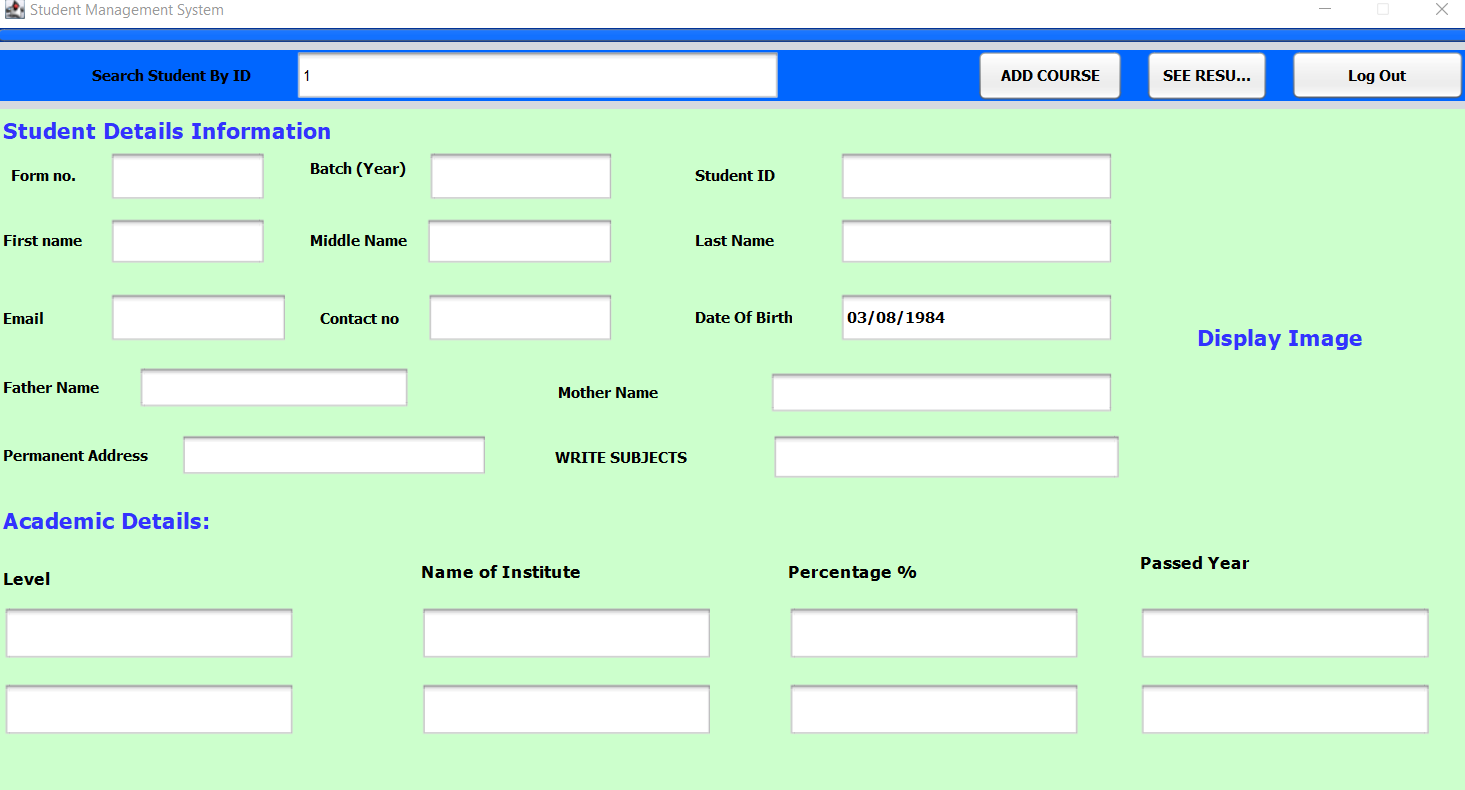 Student Management System
Search Student By ID 1 ADD COURSE SEE RESU... Log Out
Student Details Information
Form no. Batch (Year) Student ID
First name Middle Name Last Name
Email Contact no Date Of Birth 03/08/1984
Display Image
Father Name Mother Name
Permanent Address WRITE SUBJECTS
Academic Details:
Level Name of Institute Percentage % Passed Year